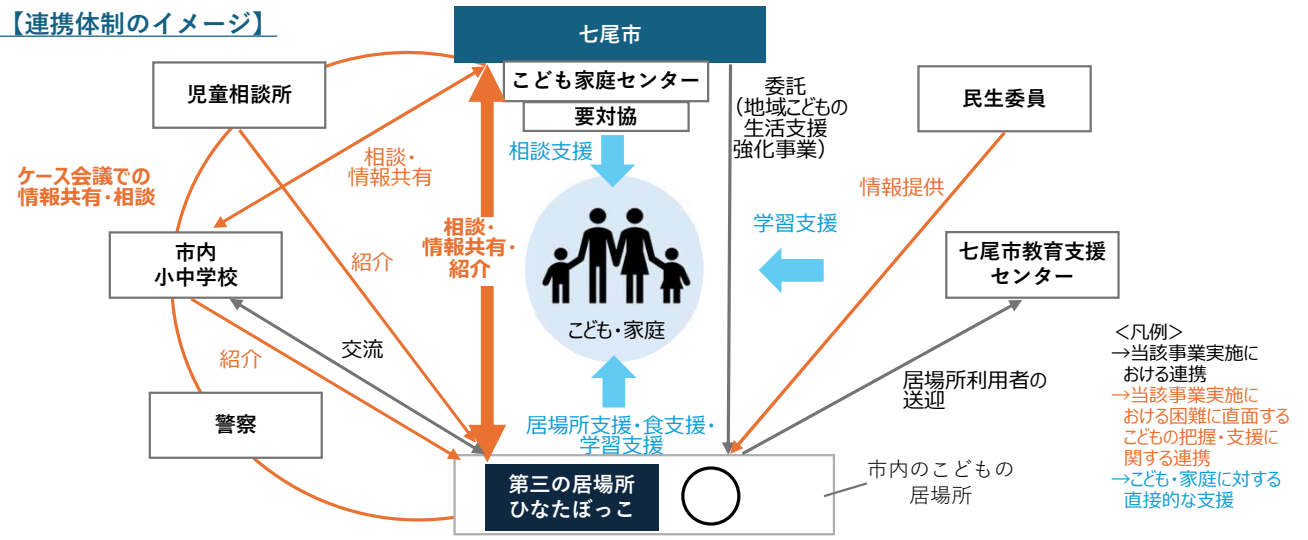 【連携体制のイメージ】
七尾市
こども家庭センター
要対協
児童相談所
民生委員
委託
（地域こどもの
生活支援
強化事業）
相談支援
相談・
情報共有
ケース会議での
情報共有・相談
情報提供
相談・
情報共有・
紹介
学習支援
市内
小中学校
紹介
七尾市教育支援
センター
こども・家庭
交流
紹介
居場所利用者の
送迎
警察
居場所支援・食支援・
学習支援
第三の居場所
ひなたぼっこ
市内のこどもの
居場所
＜凡例＞
→当該事業実施に
おける連携
→当該事業実施に
おける困難に直面する
こどもの把握・支援に
関する連携
→こども・家庭に対する
直接的な支援